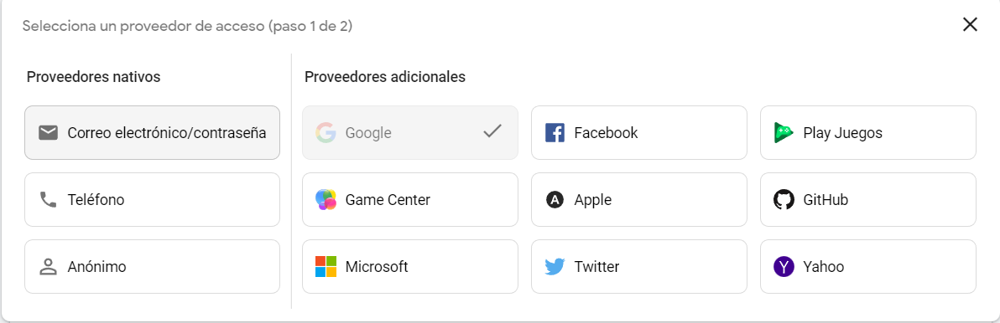 Selecciona un proveedor de acceso (paso 1 de 2)
Proveedores nativos
Correo electrónico/contraseña
Teléfono
Anónimo
Proveedores adicionales
Google
Facebook
Play Juegos
Game Center
Apple
GitHub
Microsoft
Twitter
Yahoo